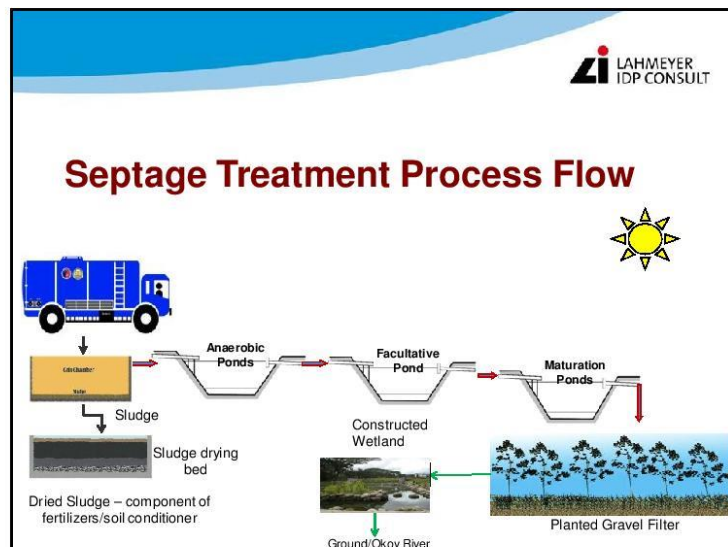 LAHMEYER
IDP CONSULT
Septage Treatment Process Flow
Anaerobic
Ponds
Facultative
Pond
Maturation
Ponds
Sludge
Sludge drying
bed
Dried Sludge – component of
fertilizers/soil conditioner
Constructed
Wetland
Planted Gravel Filter
Ground/Okoy River